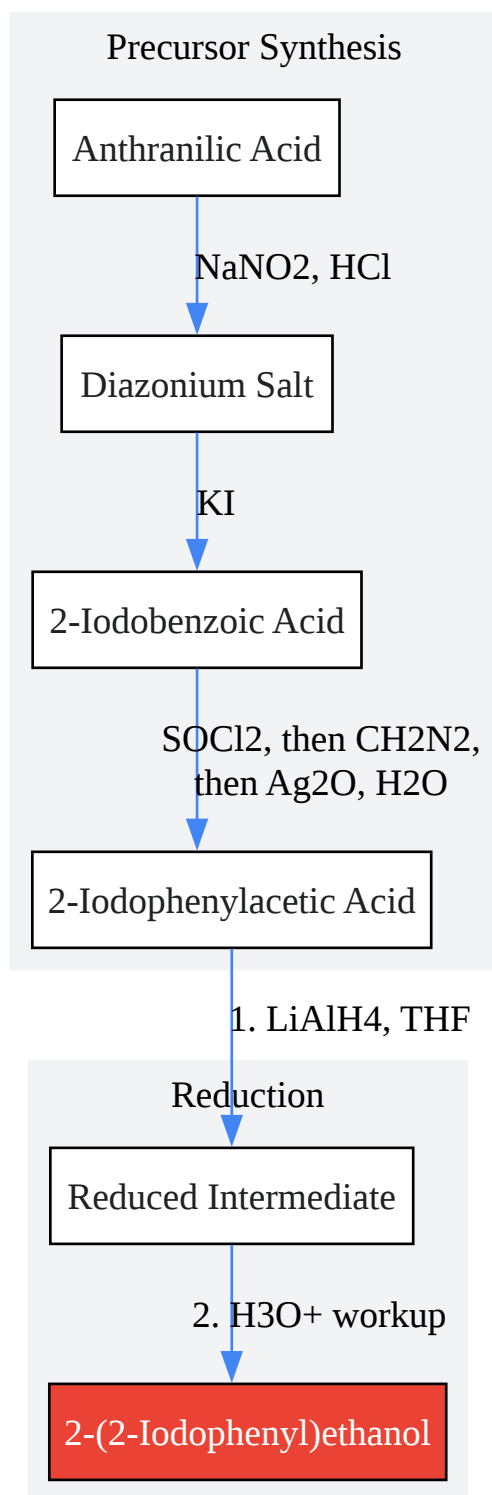 Precursor Synthesis
Anthranilic Acid
NaNO2, HCl
Diazonium Salt
KI
2-Iodobenzoic Acid
SOCl2, then CH2N2,
then Ag2O, H2O
2-Iodophenylacetic Acid
1. LiAlH4, THF
Reduction
Reduced Intermediate
2. H3O+ workup
2-(2-Iodophenyl)ethanol